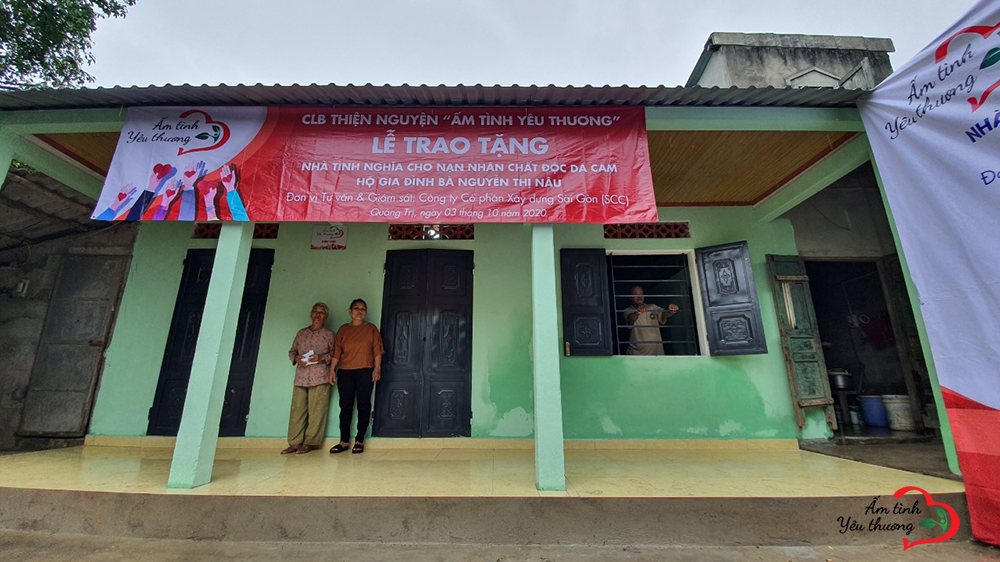 Ấm tình
Yêu thương
CLB THIỆN NGUYỆN "ẤM TÌNH YÊU THƯƠNG"
LỄ TRAO TẶNG
NHÀ TÌNH NGHĨA CHO NẠN NHÂN CHẤT ĐỘC DA CAM
HỘ GIA ĐÌNH BÀ NGUYỄN THỊ NẬU
Đơn vị Tư vấn & Giám sát: Công ty Cổ phần Xây dựng Sài Gòn (SCC)
Quảng Trị, ngày 03 tháng 10 năm 2020
Ấm tình
Yêu thương
NHÀ
Ấm tình
Yêu thương